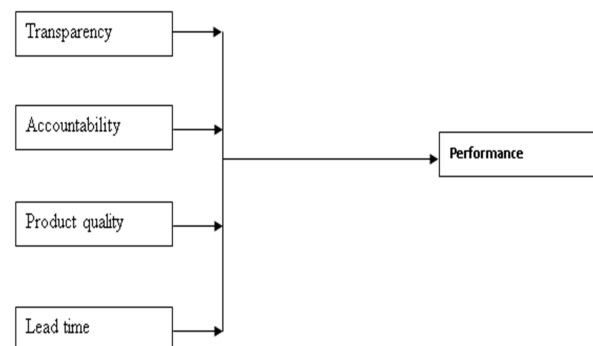 Transparency
Accountability
Performance
Product quality
Lead time